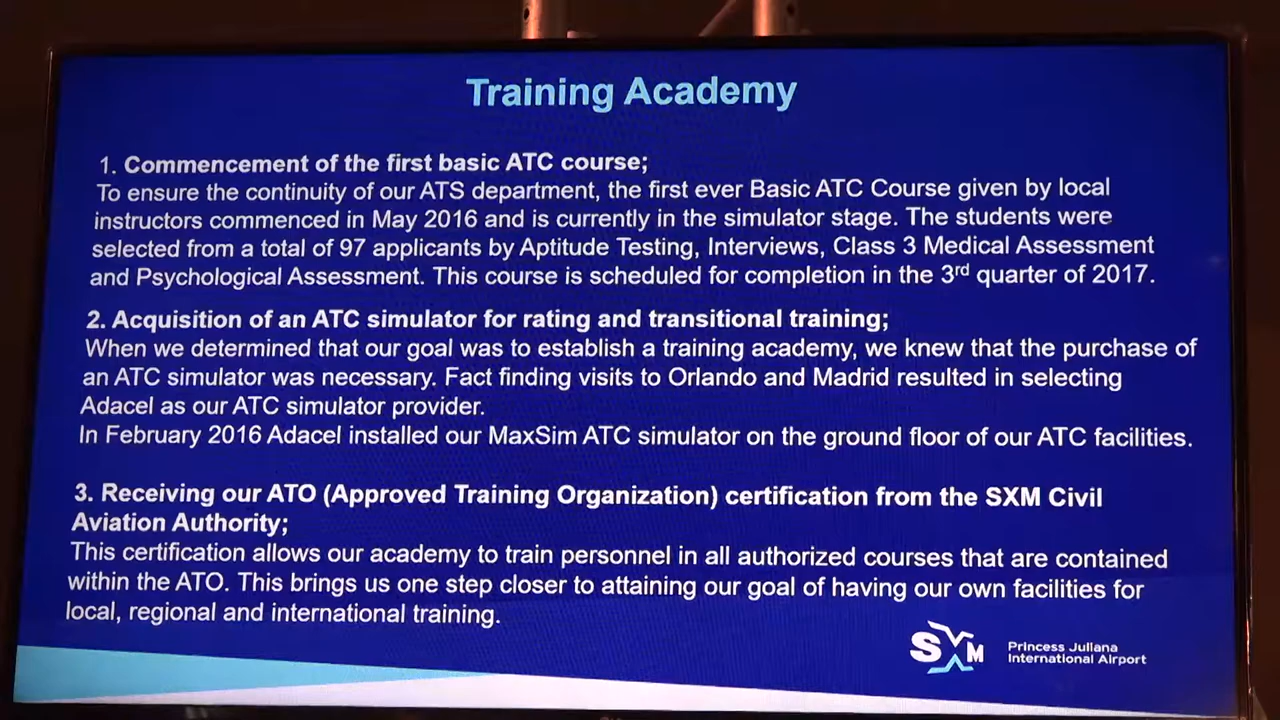 Training Academy
1. Commencement of the first basic ATC course;
To ensure the continuity of our ATS department, the first ever Basic ATC Course given by local
instructors commenced in May 2016 and is currently in the simulator stage. The students were
selected from a total of 97 applicants by Aptitude Testing, Interviews, Class 3 Medical Assessment
and Psychological Assessment. This course is scheduled for completion in the 3rd quarter of 2017.
2. Acquisition of an ATC simulator for rating and transitional training;
When we determined that our goal was to establish a training academy, we knew that the purchase of
an ATC simulator was necessary. Fact finding visits to Orlando and Madrid resulted in selecting
Adacel as our ATC simulator provider.
In February 2016 Adacel installed our MaxSim ATC simulator on the ground floor of our ATC facilities.
3. Receiving our ATO (Approved Training Organization) certification from the SXM Civil
Aviation Authority;
This certification allows our academy to train personnel in all authorized courses that are contained
within the ATO. This brings us one step closer to attaining our goal of having our own facilities for
local, regional and international training.
SXM
Princess Juliana
International Airport